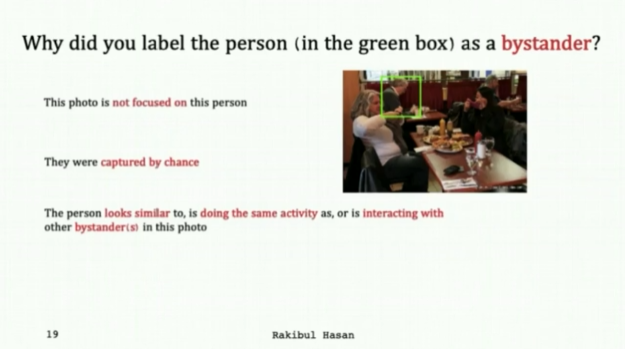 Why did you label the person (in the green box) as a bystander?
This photo is not focused on this person
They were captured by chance
The person looks similar to, is doing the same activity as, or is interacting with
other bystander(s) in this photo
19
Rakibul Hasan